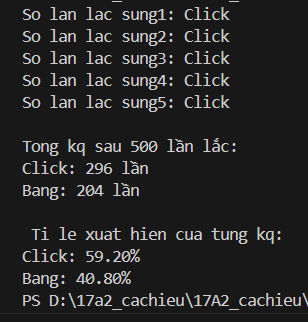 So lan lac sung1: Click
So lan lac sung2: Click
So lan lac sung3: Click
So lan lac sung4: Click
So lan lac sung5: Click
Tong kq sau 500 lần lắc:
Click: 296 lần
Bang: 204 lần
Ti le xuat hien cua tung kq:
Click: 59.20%
Bang: 40.80%
PS D:\17a2_cachieu\17A2_cachieu\